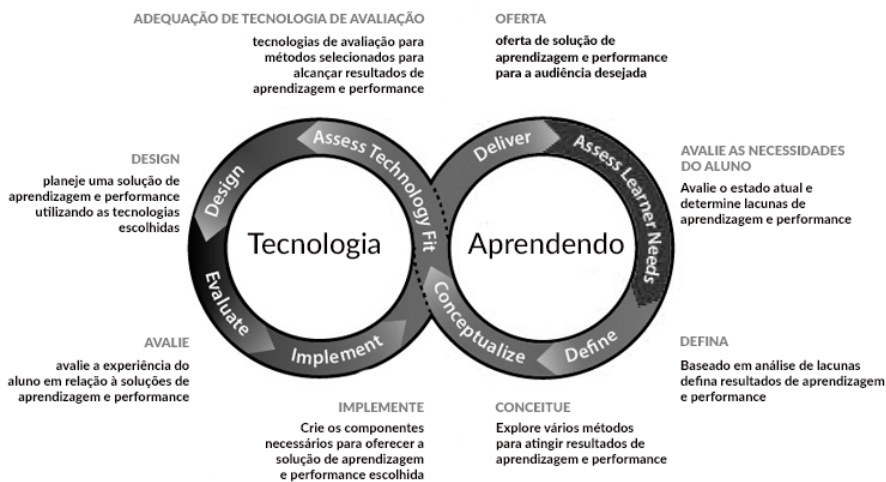 ADEQUAÇÃO DE TECNOLOGIA DE AVALIAÇÃO
tecnologias de avaliação para
métodos selecionados para
alcançar resultados de
aprendizagem e performance
OFERTA
oferta de solução de
aprendizagem e performance
para a audiência desejada
DESIGN
planeje uma solução de
aprendizagem e performance
utilizando as tecnologias
escolhidas
Assess Technology Fit
Design
Evaluate
Implement
Tecnologia
Deliver
Assess Learner Needs
Define
Conceptualize
Aprendendo
AVALIE AS NECESSIDADES
DO ALUNO
Avalie o estado atual e
determine lacunas de
aprendizagem e performance
AVALIE
avalie a experiência do
aluno em relação à soluções de
aprendizagem e performance
DEFINA
Baseado em análise de lacunas
defina resultados de aprendizagem
e performance
IMPLEMENTE
Crie os componentes
necessários para oferecer a
solução de aprendizagem
e performance escolhida
CONCEITUE
Explore vários métodos
para atingir resultados de
aprendizagem e performance